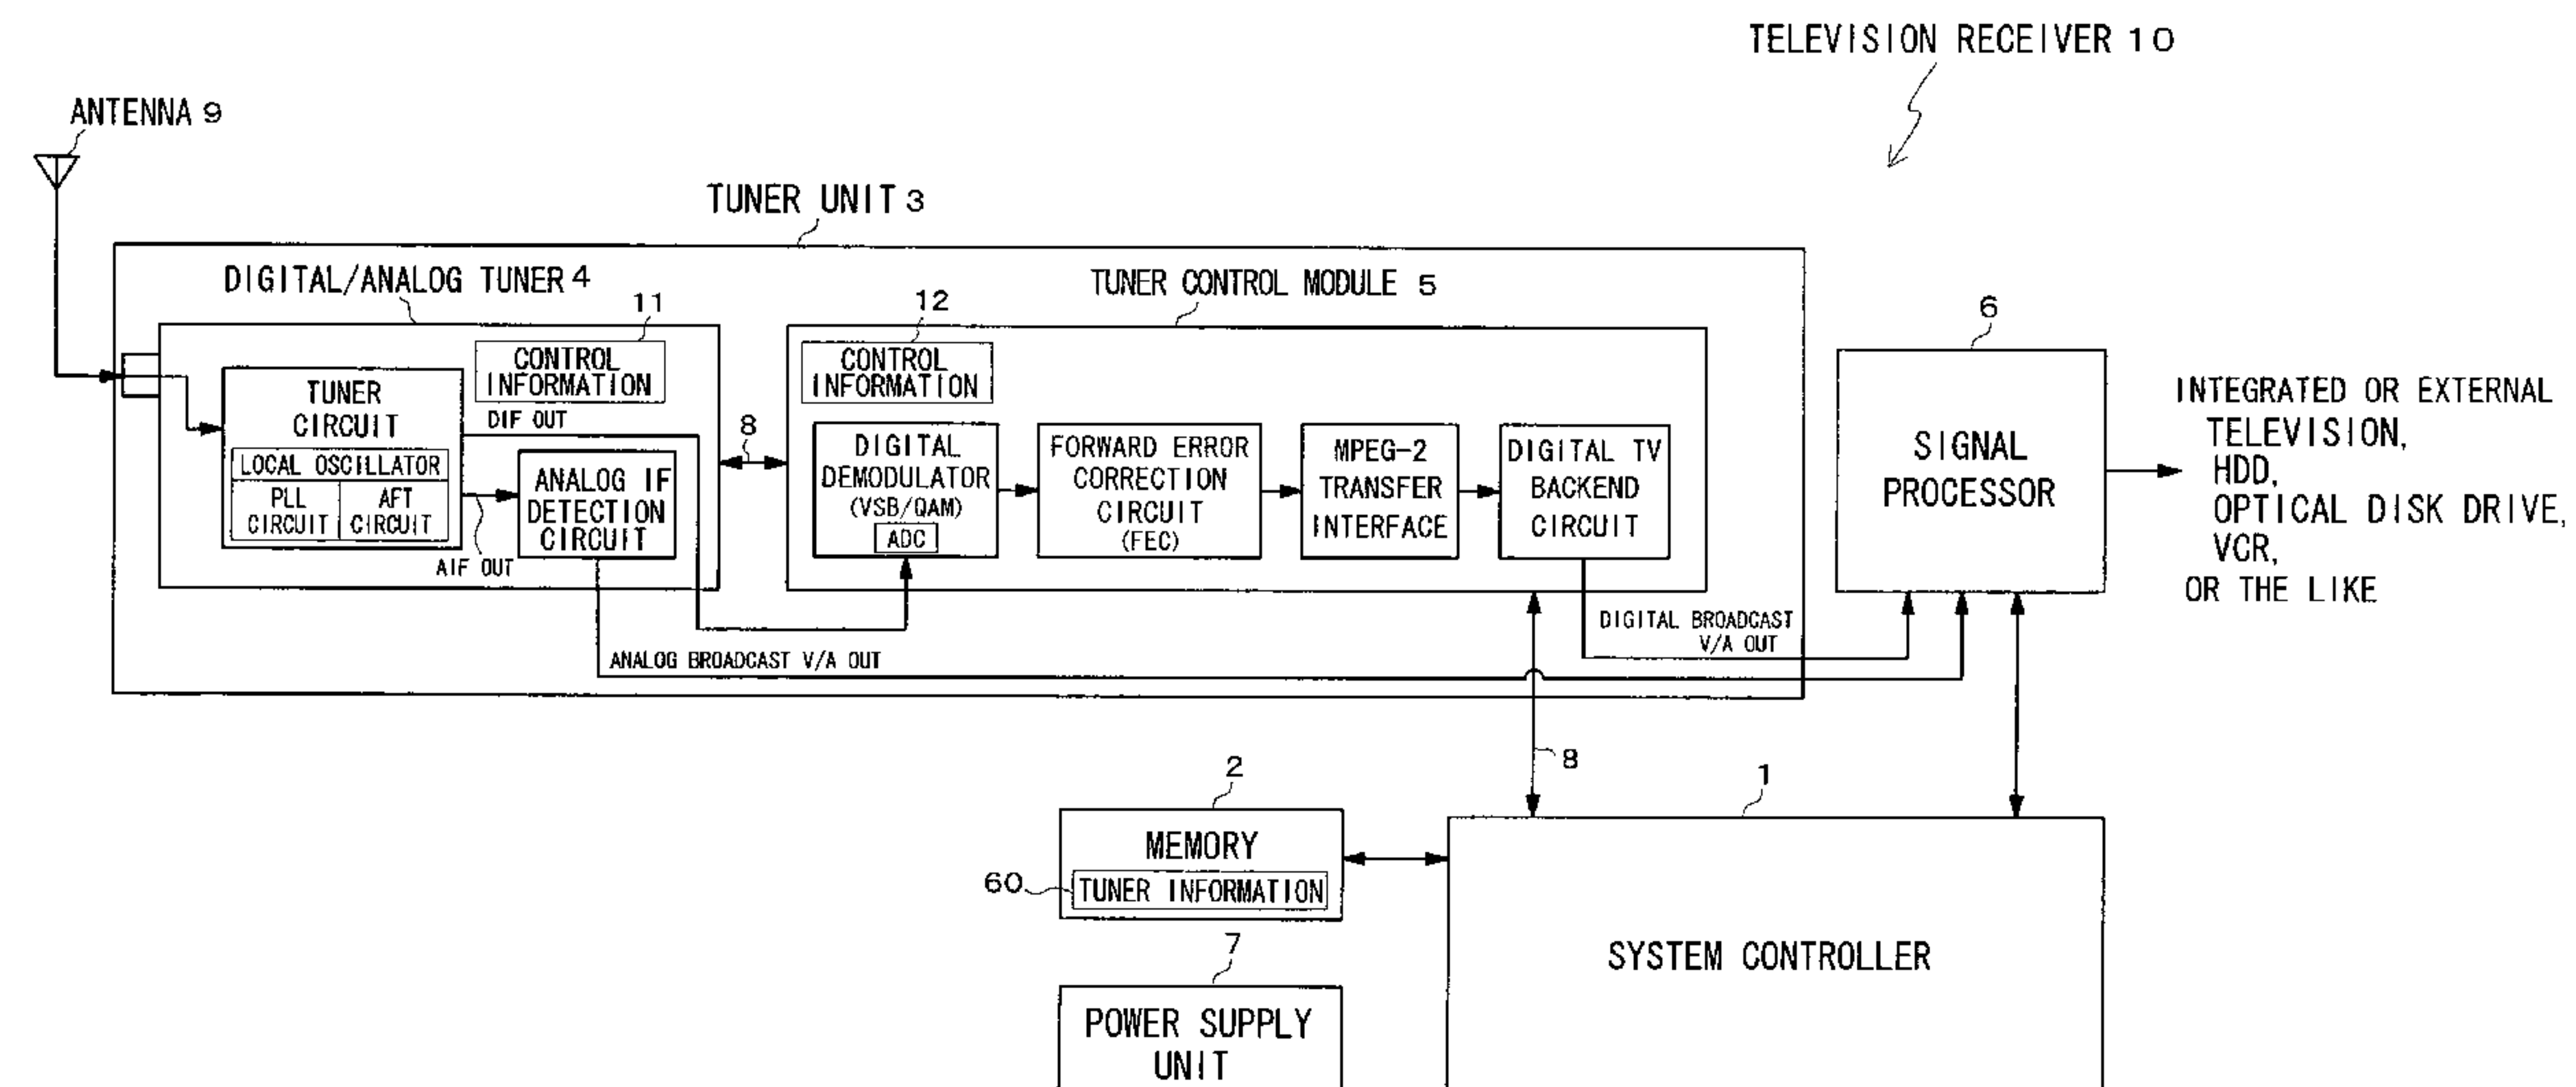 TELEVISION RECEIVER 10
ANTENNA 9
TUNER UNIT 3
DIGITAL/ANALOG TUNER 4
11
CONTROL
INFORMATION
TUNER
CIRCUIT
LOCAL OSCILLATOR
PLL
CIRCUIT
AFT
CIRCUIT
DIF OUT
AIF OUT
ANALOG IF
DETECTION
CIRCUIT
8
TUNER CONTROL MODULE 5
12
CONTROL
INFORMATION
DIGITAL
DEMODULATOR
(VSB/QAM)
ADC
FORWARD ERROR
CORRECTION
CIRCUIT
(FEC)
MPEG-2
TRANSFER
INTERFACE
DIGITAL TV
BACKEND
CIRCUIT
DIGITAL BROADCAST
V/A OUT
ANALOG BROADCAST V/A OUT
6
SIGNAL
PROCESSOR
INTEGRATED OR EXTERNAL
TELEVISION,
HDD,
OPTICAL DISK DRIVE,
VCR,
OR THE LIKE
8
2
MEMORY
60
TUNER INFORMATION
1
SYSTEM CONTROLLER
7
POWER SUPPLY
UNIT